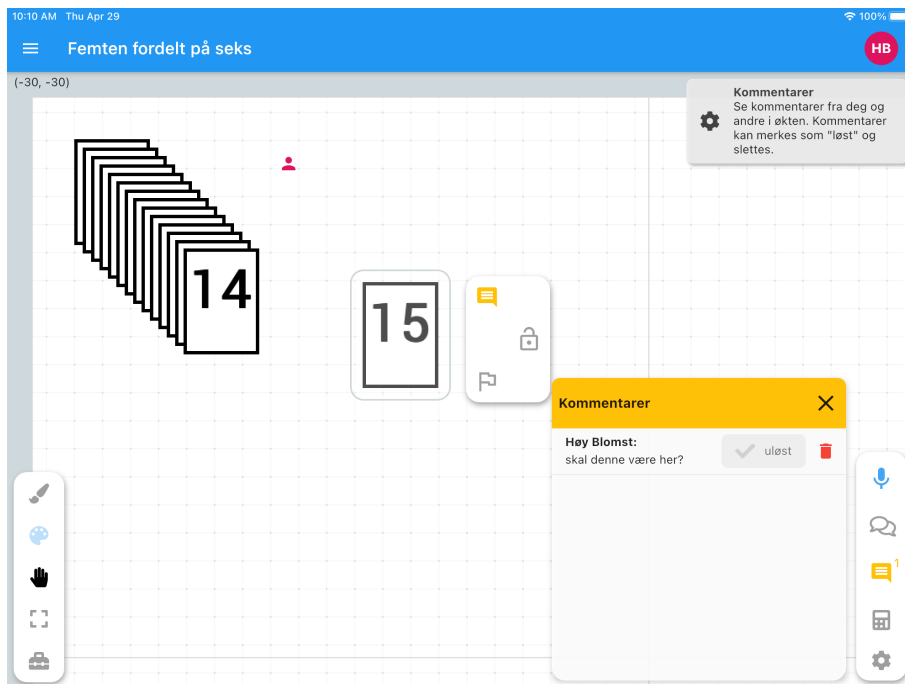 10:10 AM Thu Apr 29
100%
Femten fordelt på seks
HB
(-30, -30)
Kommentarer
Se kommentarer fra deg og
andre i økten. Kommentarer
kan merkes som "løst" og
slettes.
14
15
Kommentarer
Høy Blomst:
skal denne være her?
uløst
1